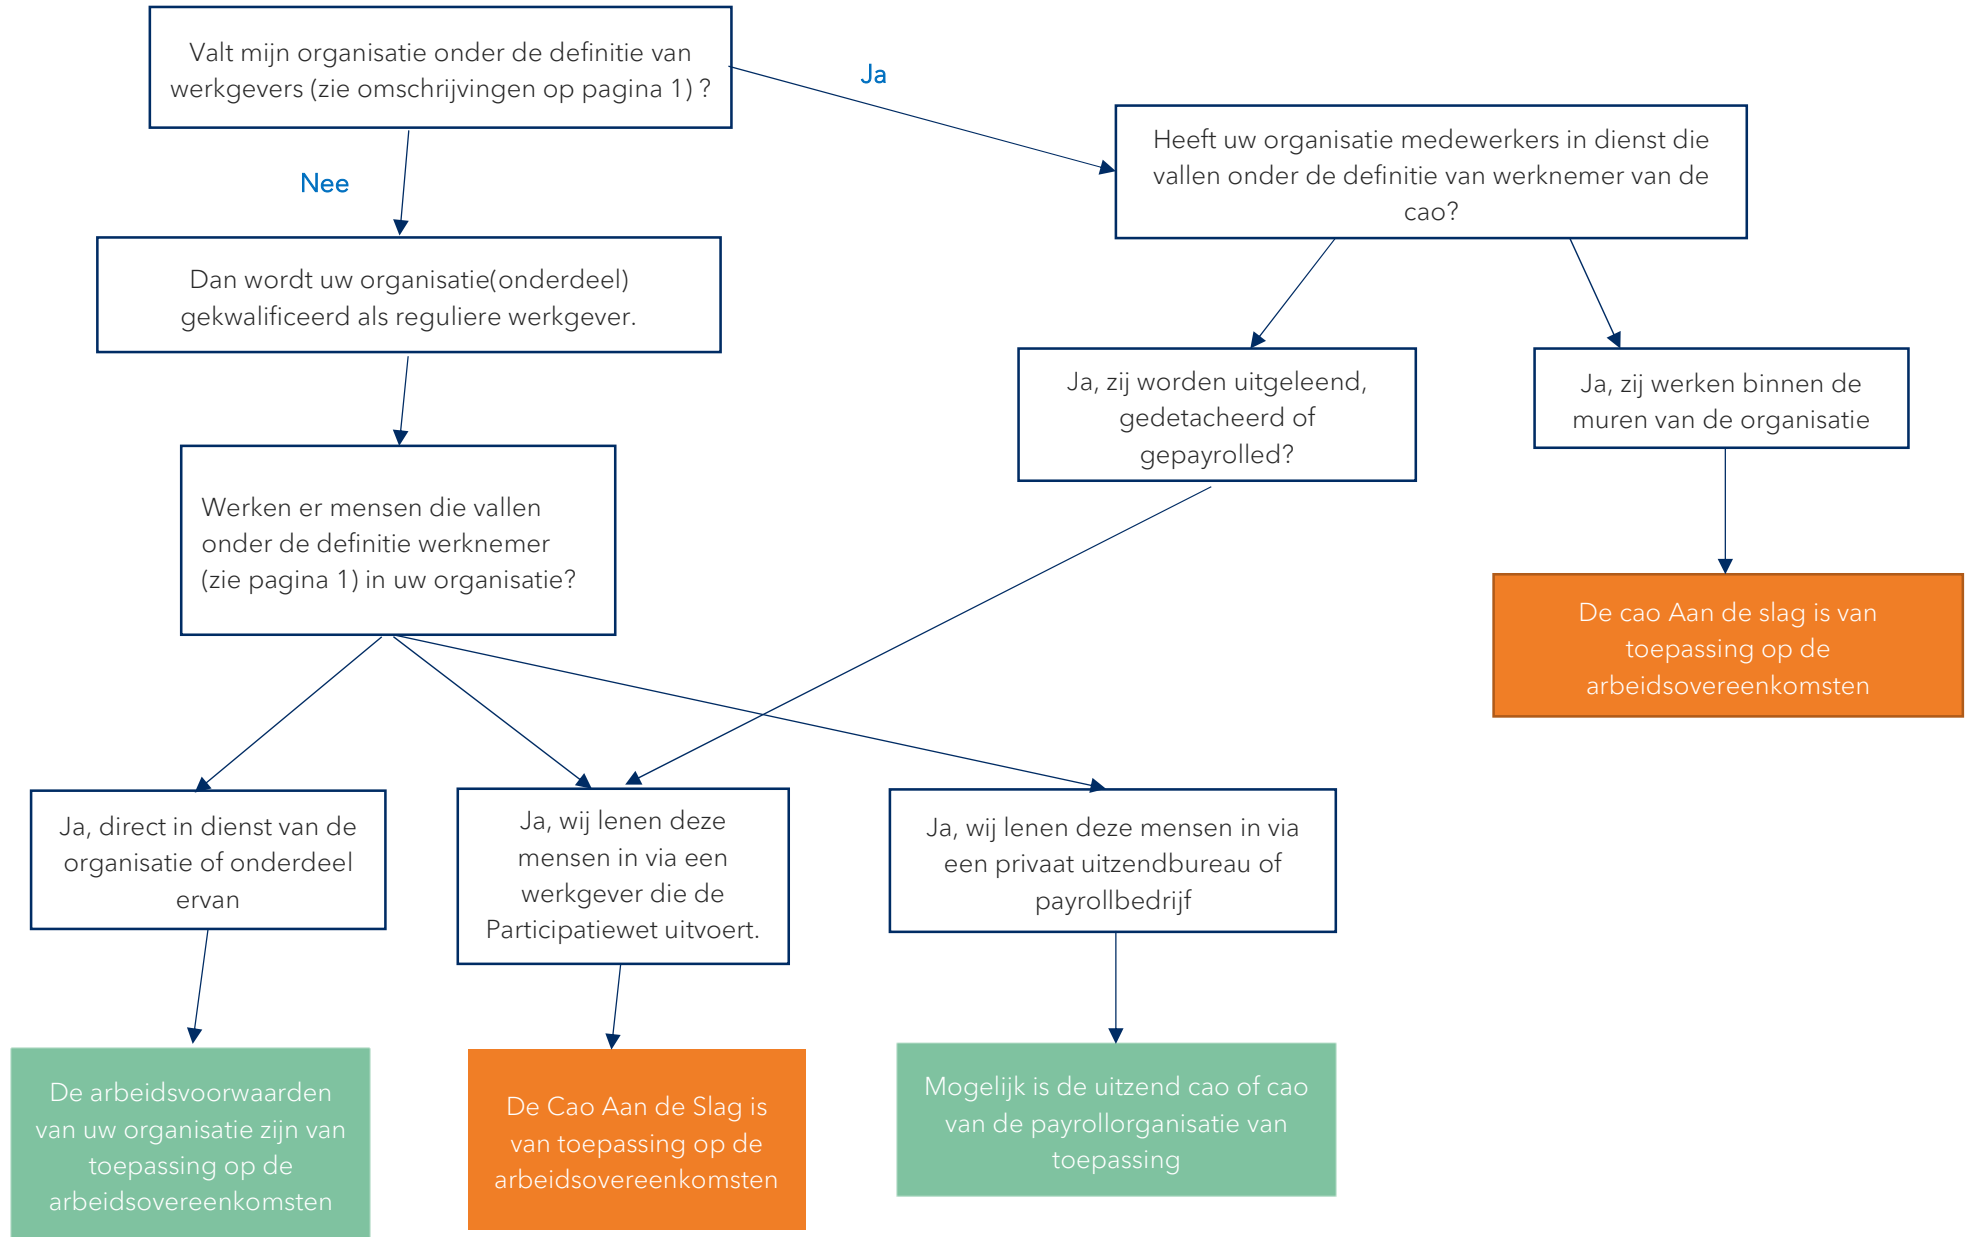 Valt mijn organisatie onder de definitie van
werkgevers (zie omschrijvingen op pagina 1) ?
Ja
Heeft uw organisatie medewerkers in dienst die
vallen onder de definitie van werknemer van de
cao?
Nee
Dan wordt uw organisatie(onderdeel)
gekwalificeerd als reguliere werkgever.
Ja, zij worden uitgeleend,
gedetacheerd of
gepayrolled?
Ja, zij werken binnen de
muren van de organisatie
Werken er mensen die vallen
onder de definitie werknemer
(zie pagina 1) in uw organisatie?
De cao Aan de slag is van
toepassing op de
arbeidsovereenkomsten
Ja, direct in dienst van de
organisatie of onderdeel
ervan
Ja, wij lenen deze
mensen in via een
werkgever die de
Participatiewet uitvoert.
Ja, wij lenen deze mensen in via
een privaat uitzendbureau of
payrollbedrijf
De arbeidsvoorwaarden
van uw organisatie zijn van
toepassing op de
arbeidsovereenkomsten
De Cao Aan de Slag is
van toepassing op de
arbeidsovereenkomsten
Mogelijk is de uitzend cao of cao
van de payrollorganisatie van
toepassing